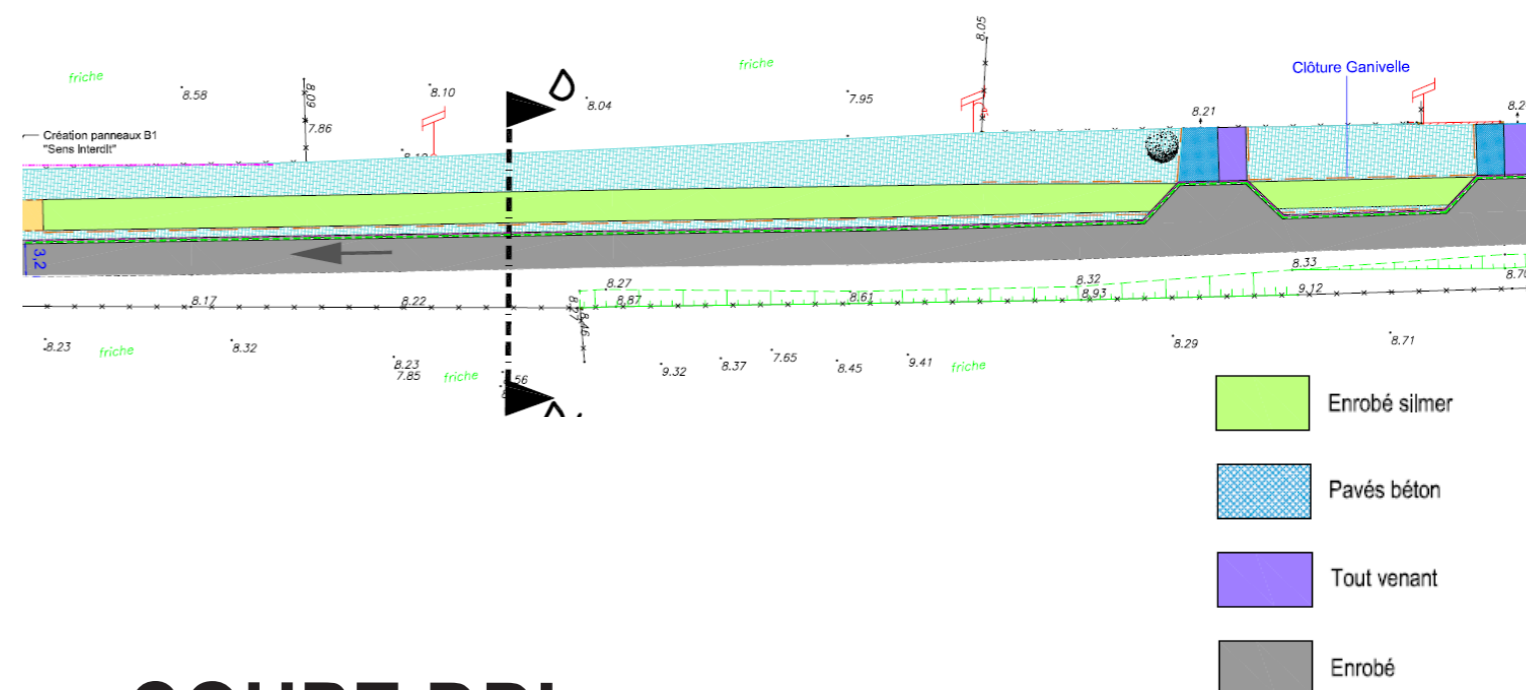 8.05
friche
friche
Clôture Ganivelle
8.58
8.09
8.10
D
8.04
7.95
8.21
Création panneaux B1
"Sens Interdit"
7.86
3,2
8.27
8.33
8.32
8.17
8.22
8.87
8.61
8.93
9.12
8.46
8.23
friche
8.32
8.23
7.85
friche
9.32
8.37
7.65
8.45
9.41
friche
8.29
8.71
Enrobé silmer
Pavés béton
Tout venant
Enrobé